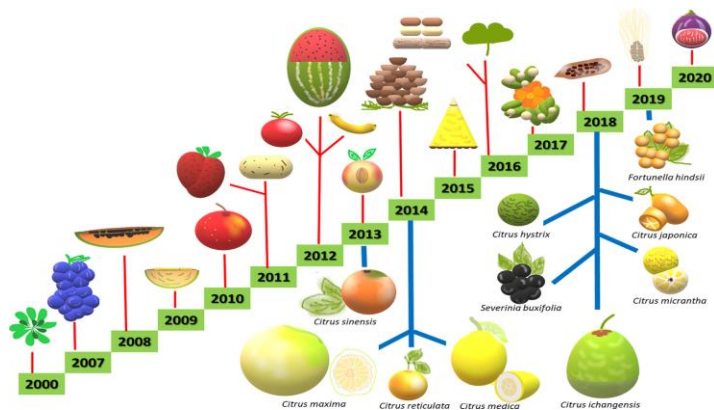 2020
2019
2018
Fortunella hindsii
2017
2016
2015
Citrus hystrix
Citrus japonica
2014
2013
2012
2011
Citrus sinensis
Severinia buxifolia
Citrus micrantha
2010
2009
2008
2007
2000
Citrus maxima
Citrus reticulata
Citrus medica
Citrus ichangensis